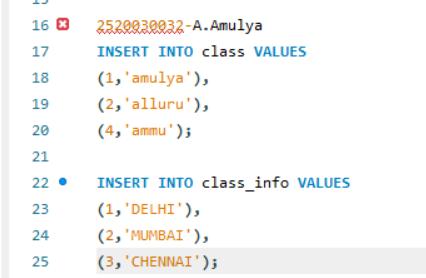 16 2520030032-A.Amulya
17 INSERT INTO class VALUES
18 (1,'amulya'),
19 (2,'alluru'),
20 (4,'ammu');
21
22 INSERT INTO class_info VALUES
23 (1,'DELHI'),
24 (2,'MUMBAI'),
25 (3,'CHENNAI');